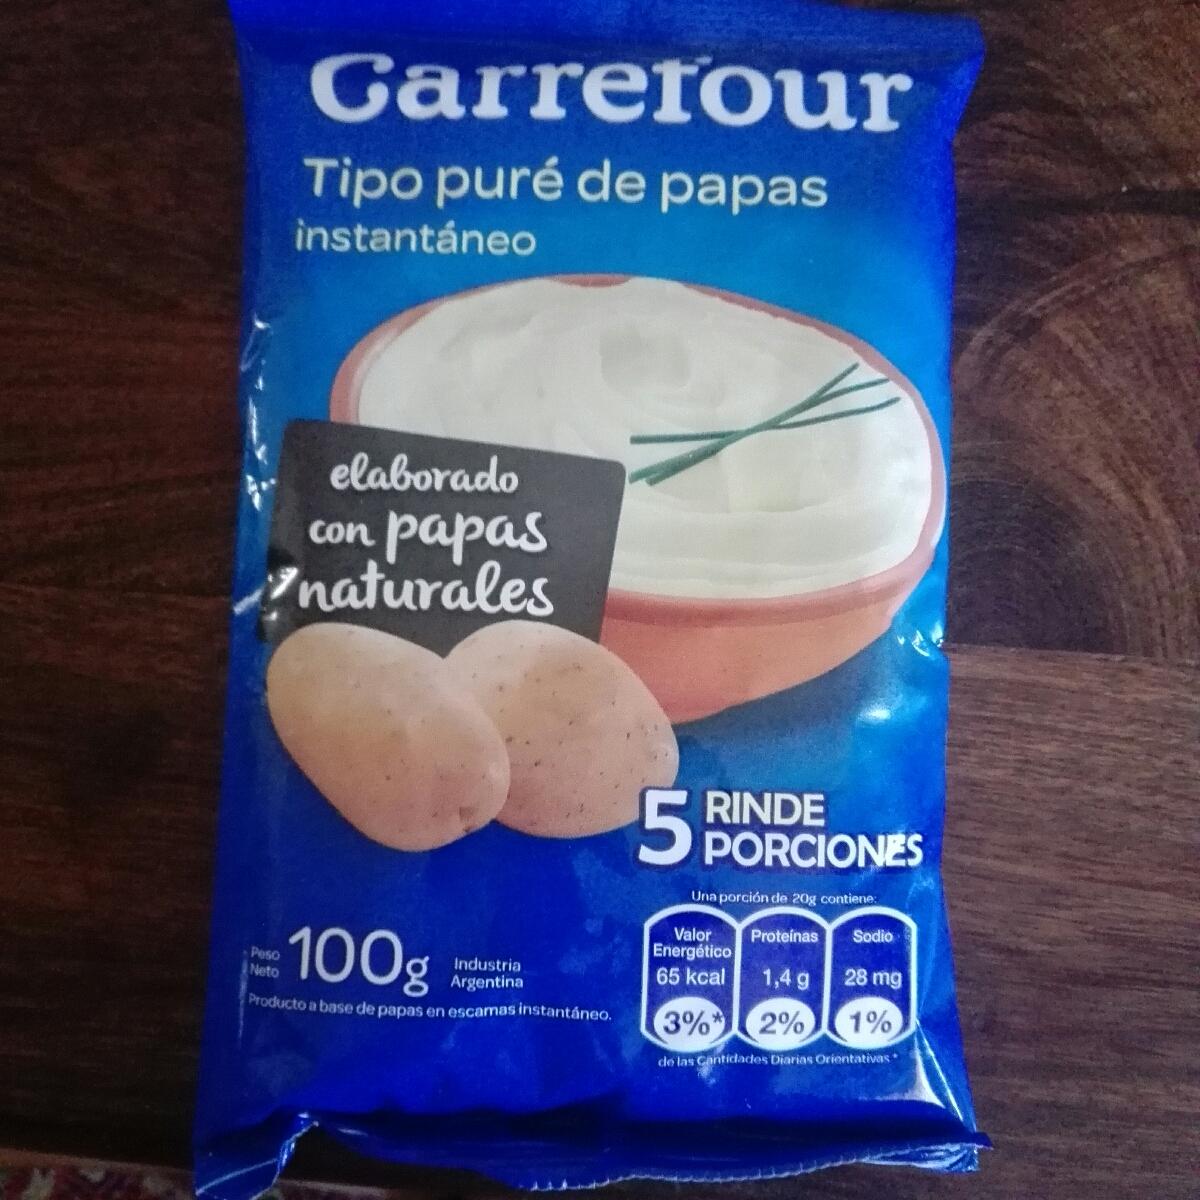 Carrefour
Tipo puré de papas
instantáneo
elaborado
con papas
naturales
5 RINDE
PORCIONES
Una porción de 20g contiene:
Valor
Energético
65 kcal
3%*
Proteínas
1,4 g
2%
Sodio
28 mg
1%
de las Cantidades Diarias Orientativas *
Peso
Neto
100g
Industria
Argentina
Producto a base de papas en escamas instantáneo.